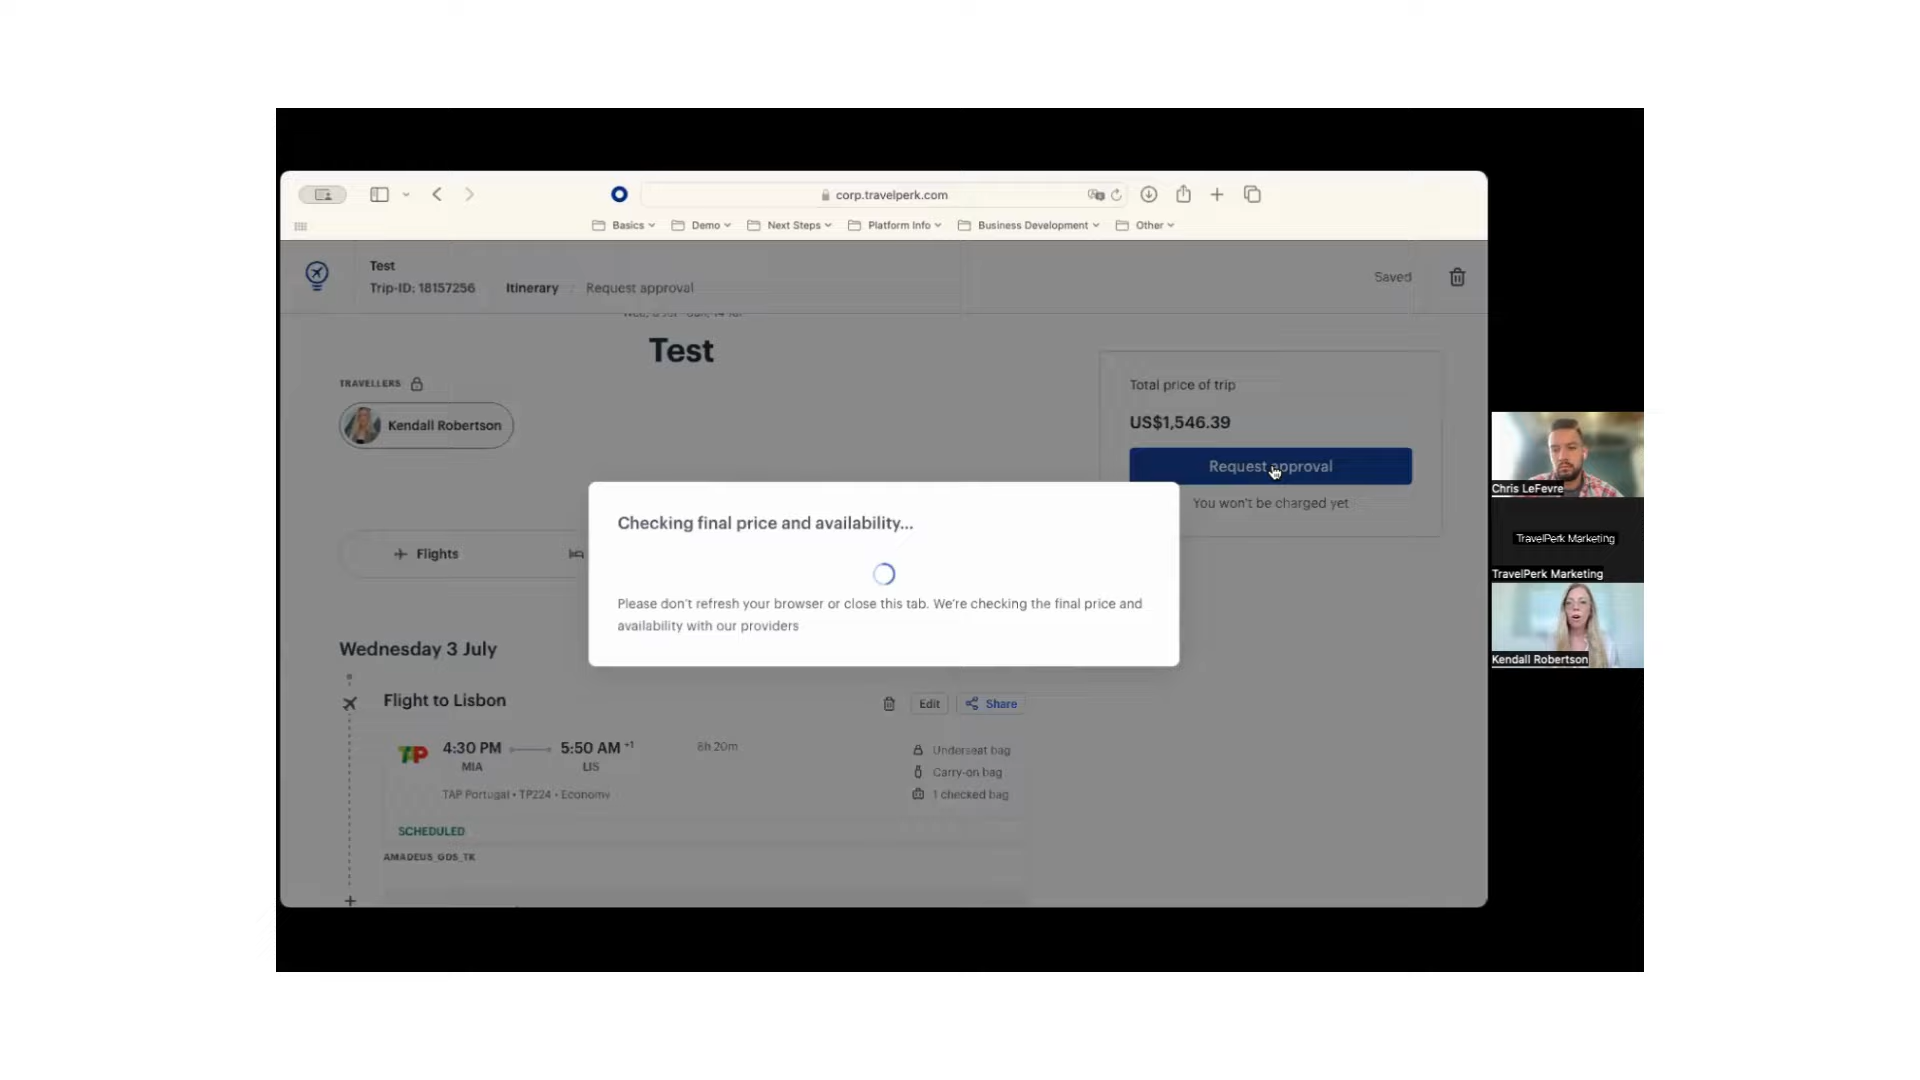 corp.travelperk.com
Basics
Demo
Next Steps
Platform Info
Business Development
Other
Test
Trip-ID: 18157256
Itinerary
Request approval
Saved
Test
TRAVELLERS
Kendall Robertson
Total price of trip
US$1,546.39
Request approval
You won't be charged yet
Flights
Checking final price and availability...
Please don't refresh your browser or close this tab. We're checking the final price and
availability with our providers
Wednesday 3 July
Flight to Lisbon
Edit
Share
TP
4:30 PM
5:50 AM +1
8h 20m
MIA
LIS
TAP Portugal • TP224 • Economy
Underseat bag
Carry-on bag
1 checked bag
SCHEDULED
AMADEUS_GDS_TK
Chris LeFevre
TravelPerk Marketing
TravelPerk Marketing
Kendall Robertson